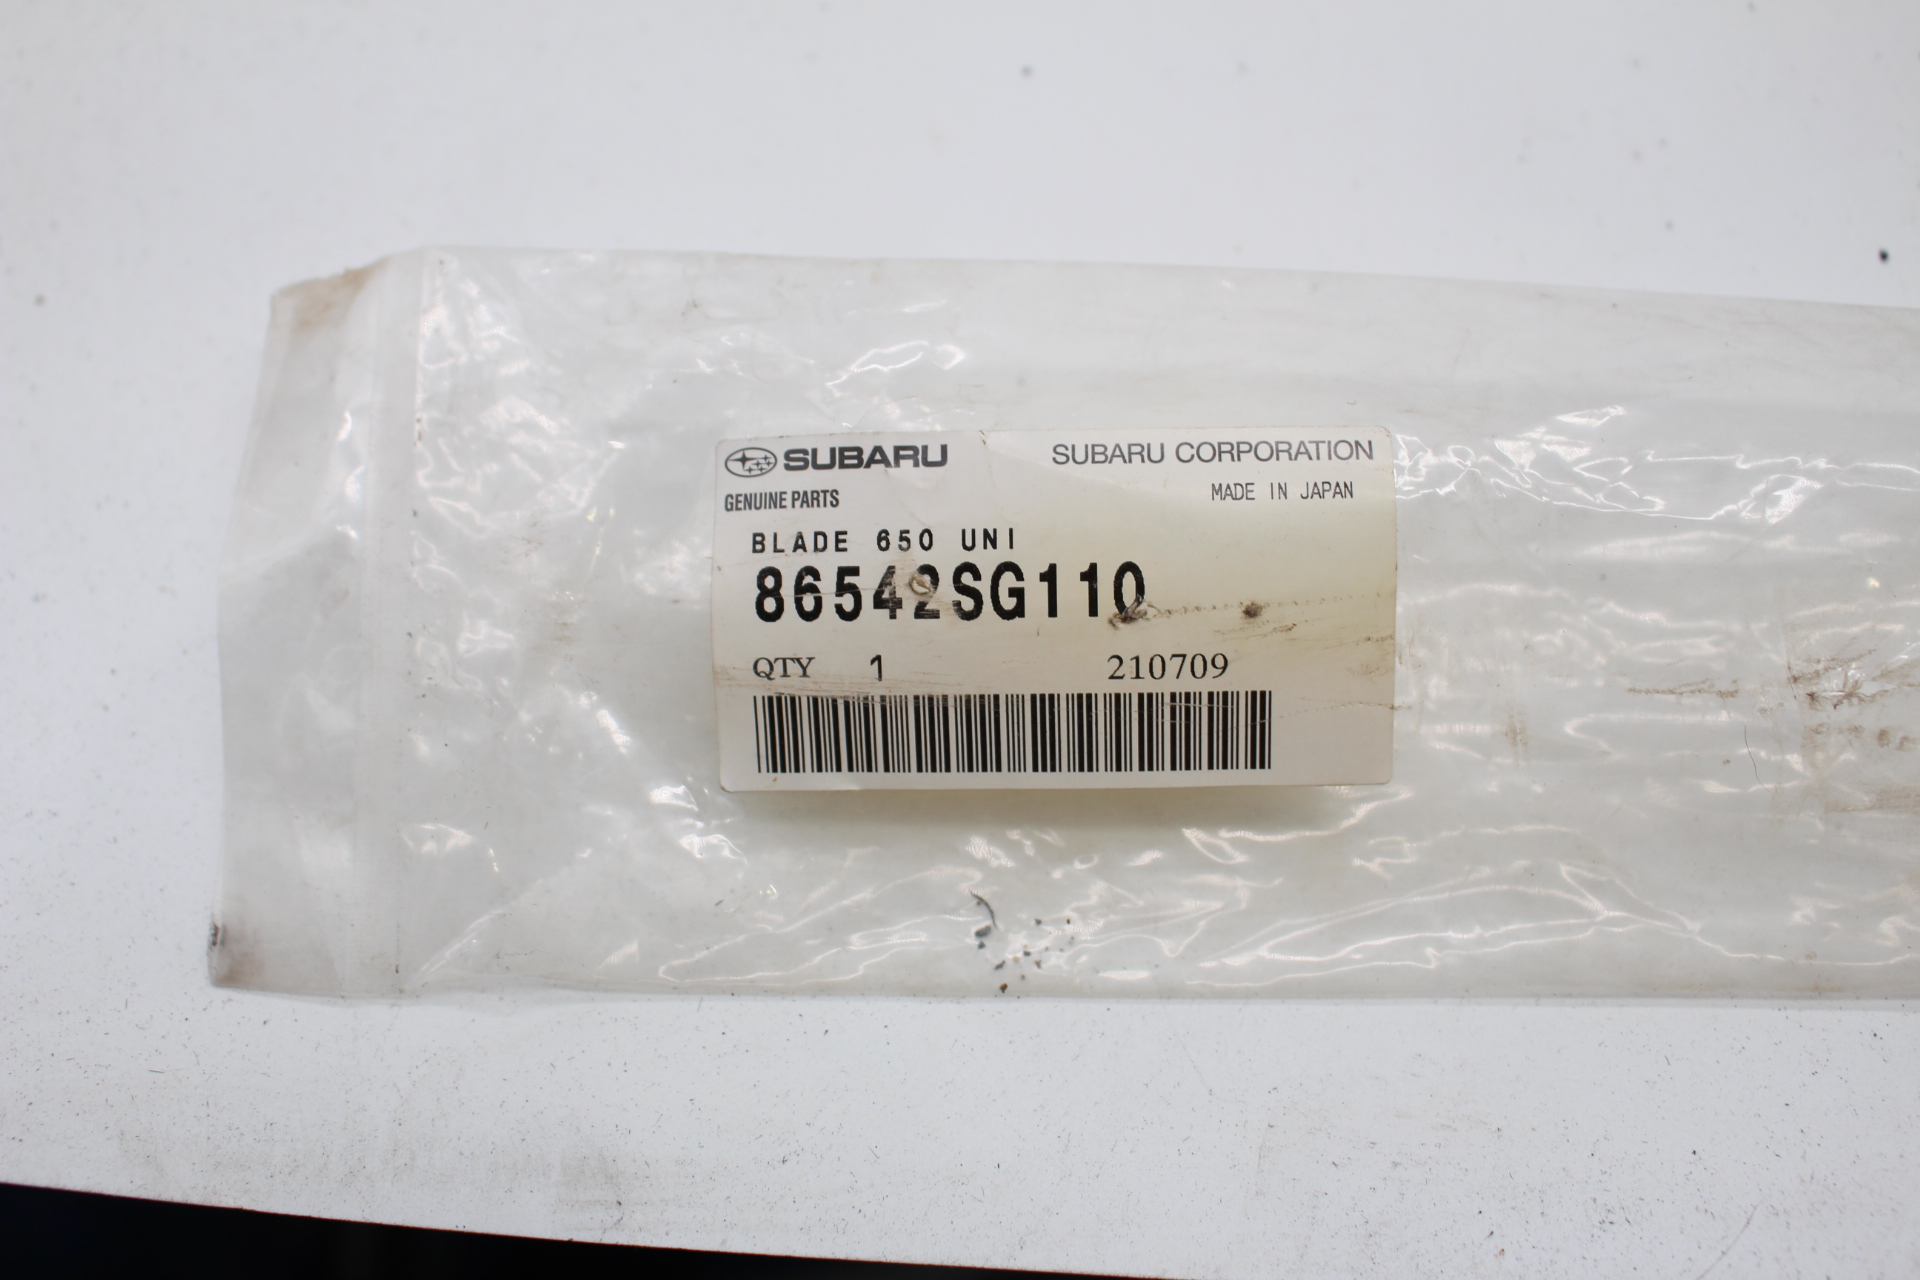 SUBARU SUBARU CORPORATION
GENUINE PARTS MADE IN JAPAN
BLADE 650 UNI
86542SG110
QTY 1 210709